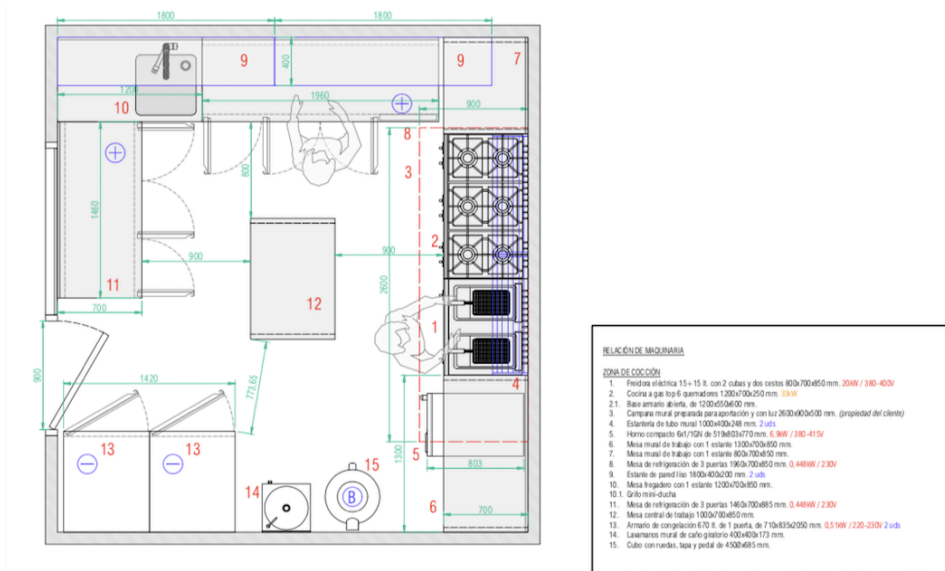 1800
1800
9
9
7
400
1200
1960
900
10
8
3
800
1460
900
900
2
2600
11
12
700
1
900
1420
773,65
4
13
13
5
803
15
14
B
1300
6
700
RELACIÓN DE MAQUINARIA
ZONA DE COCCIÓN
1. Freidora eléctrica 15+15 lt. con 2 cubas y dos cestos 800x700x850 mm. 20kW / 380-400V
2. Cocina a gas top 6 quemadores 1200x700x250 mm. 33kW
2.1. Base armario abierta, de 1200x550x600 mm.
3. Campana mural preparada para aportación y con luz 2600x900x500 mm. (propiedad del cliente)
4. Estantería de tubo mural 1000x400x248 mm. 2 uds
5. Horno compacto 6x1/1GN de 519x803x770 mm. 6,9kW / 380-415V
6. Mesa mural de trabajo con 1 estante 1300x700x850 mm.
7. Mesa mural de trabajo con 1 estante 800x700x850 mm.
8. Mesa de refrigeración de 3 puertas 1960x700x850 mm. 0,448kW / 230V
9. Estante de pared liso 1800x400x200 mm. 2 uds
10. Mesa fregadero con 1 estante 1200x700x850 mm.
10.1. Grifo mini-ducha
11. Mesa de refrigeración de 3 puertas 1460x700x885 mm. 0,448kW / 230V
12. Mesa central de trabajo 1000x700x850 mm.
13. Armario de congelación 670 lt. de 1 puerta, de 710x835x2050 mm. 0,51kW / 220-230V 2 uds
14. Lavamanos mural de caño giratorio 400x400x173 mm.
15. Cubo con ruedas, tapa y pedal de 450Øx685 mm.